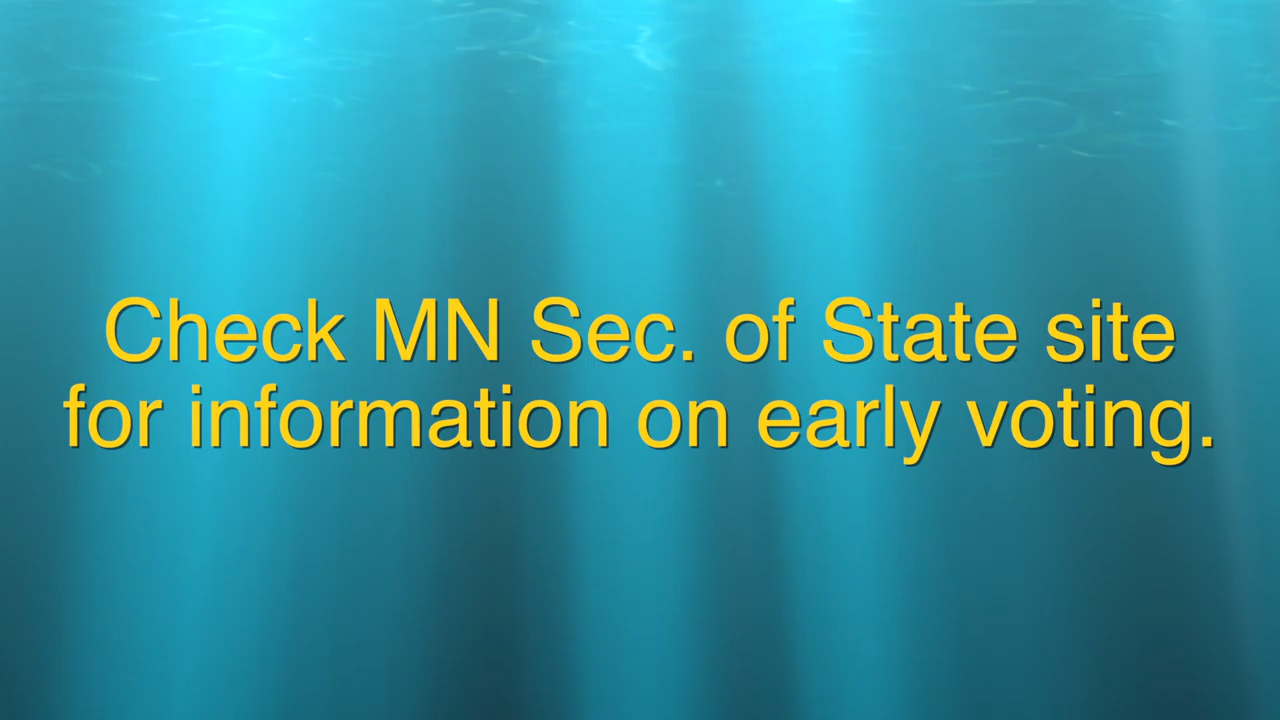 Check MN Sec. of State site
for information on early voting.